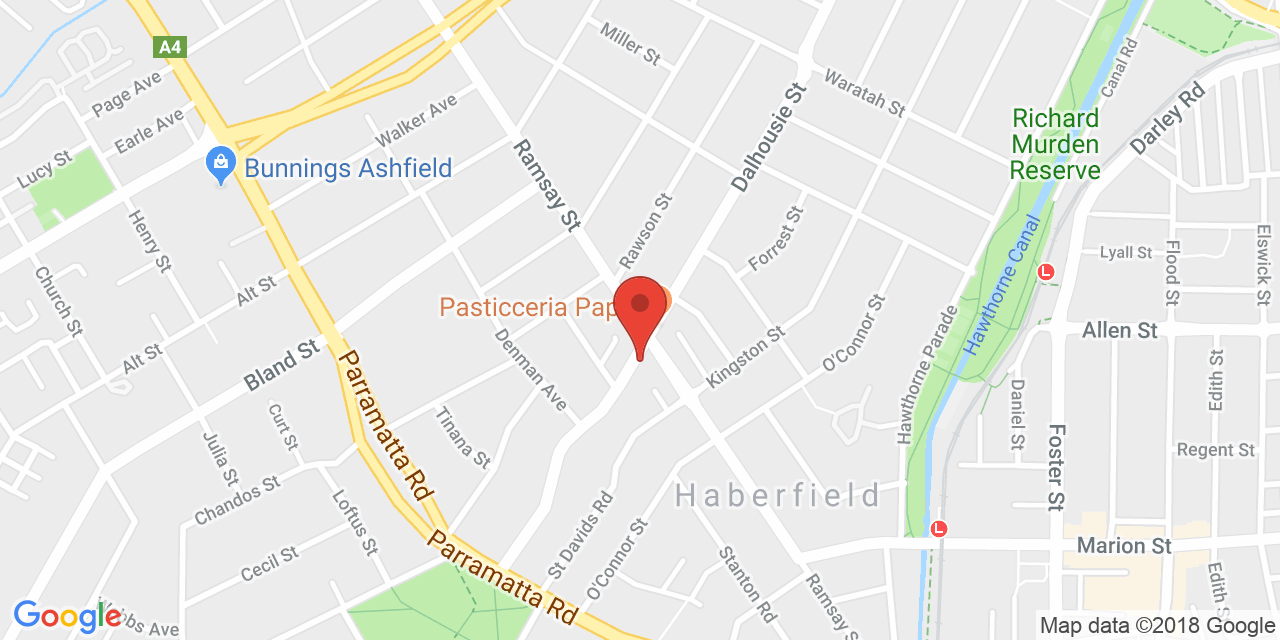 Miller St
A4
Page Ave
Earle Ave
Walker Ave
Waratah St
Canal Rd
Darley Rd
Richard
Murden
Reserve
Lucy St
Bunnings Ashfield
Ramsay St
Dalhousie St
Henry St
Rawson St
Forrest St
Lyall St
Flood St
Elswick St
Hawthorne Canal
L
Church St
Alt St
Pasticceria Pap
Alt St
Bland St
Denman Ave
Kingston St
O'Connor St
Hawthorne Parade
Allen St
Edith St
Parramatta Rd
Tinana St
Curt St
Julia St
Daniel St
Foster St
Regent St
Chandos St
Loftus St
Haberfield
L
Marion St
Cecil St
Parramatta Rd
St Davids Rd
O'Connor St
Stanton Rd
Ramsay S
Edith S
Google
bbs Ave
Map data ©2018 Google